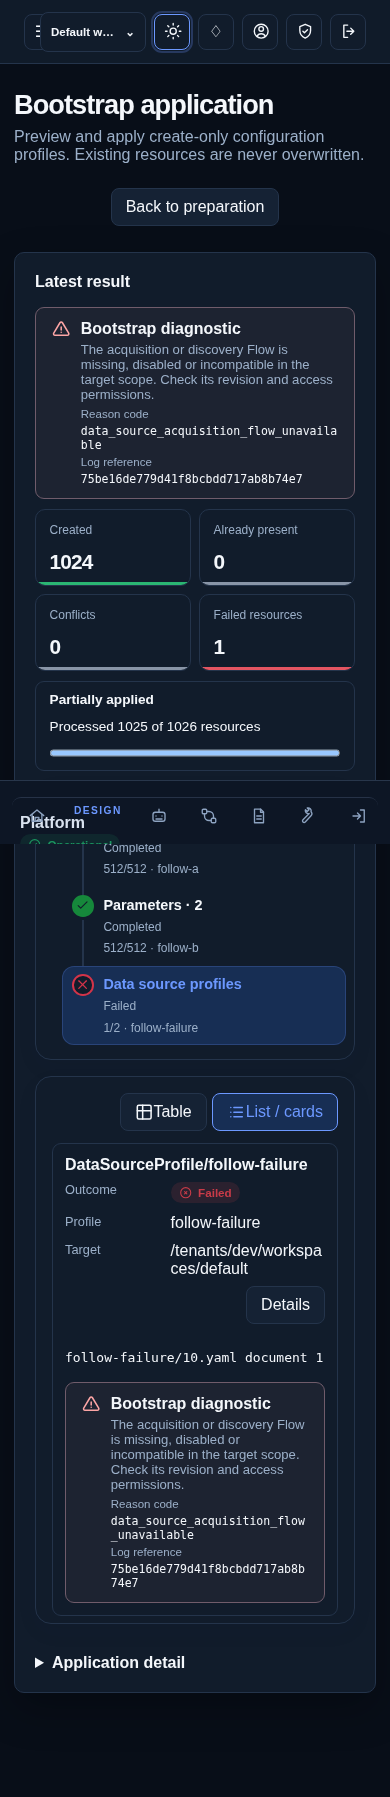 Default w...
Bootstrap application
Preview and apply create-only configuration
profiles. Existing resources are never overwritten.
Back to preparation
Latest result
Bootstrap diagnostic
The acquisition or discovery Flow is
missing, disabled or incompatible in the
target scope. Check its revision and access
permissions.
Reason code
data_source_acquisition_flow_unavaila
ble
Log reference
75be16de779d41f8bcbdd717ab8b74e7
Created
Already present
1024
0
Conflicts
Failed resources
0
1
Partially applied
Processed 1025 of 1026 resources
DESIGN
Platform
Operational
Completed
512/512 · follow-a
Parameters · 2
Completed
512/512 · follow-b
Data source profiles
Failed
1/2 · follow-failure
Table
List / cards
DataSourceProfile/follow-failure
Outcome
Failed
Profile
follow-failure
Target
/tenants/dev/workspa
ces/default
Details
follow-failure/10.yaml document 1
Bootstrap diagnostic
The acquisition or discovery Flow
is missing, disabled or
incompatible in the target scope.
Check its revision and access
permissions.
Reason code
data_source_acquisition_flow
_unavailable
Log reference
75be16de779d41f8bcbdd717ab8b
74e7
Application detail